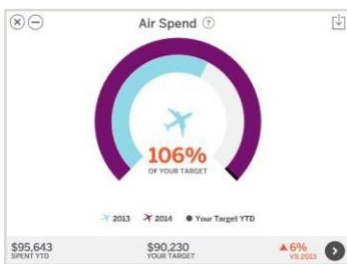 Air Spend ?
106%
OF YOUR TARGET
2013 2014 Your Target YTD
$95,643 $90,230 6%
SPENT YTD YOUR TARGET VS 2013